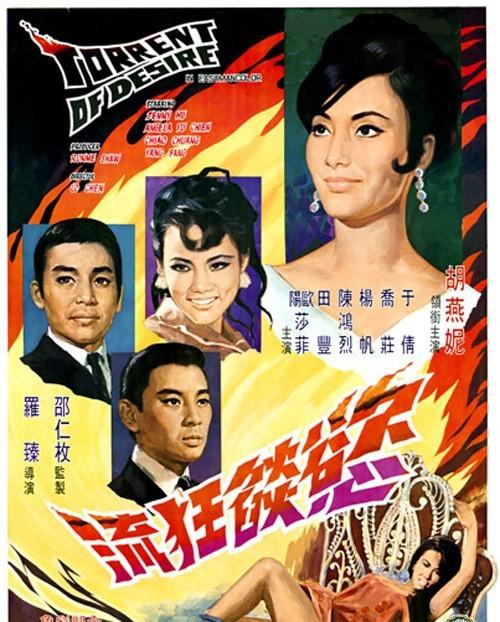 TORRENT
OF DESIRE
IN EASTMANCOLOR
STARRING
JENNY HU
ANGELA YU CHIEN
CHIAO CHUANG
YANG FANG
PRODUCER
RUNME SHAW
DIRECTOR
LO CHEN
胡燕妮
領銜主演
于倩
喬莊
楊帆
陳鴻烈
田豐
歐陽莎菲
主演
邵仁枚
監製
羅臻
導演
慾燄狂流